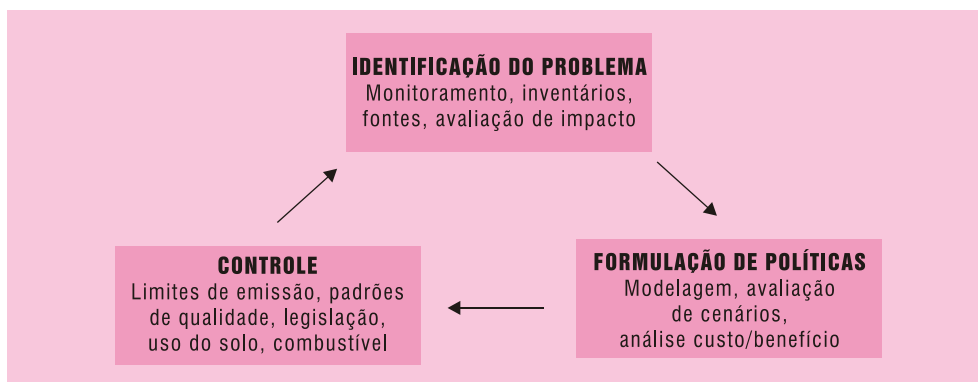 IDENTIFICAÇÃO DO PROBLEMA
Monitoramento, inventários,
fontes, avaliação de impacto
CONTROLE
Limites de emissão, padrões
de qualidade, legislação,
uso do solo, combustível
FORMULAÇÃO DE POLÍTICAS
Modelagem, avaliação
de cenários,
análise custo/benefício